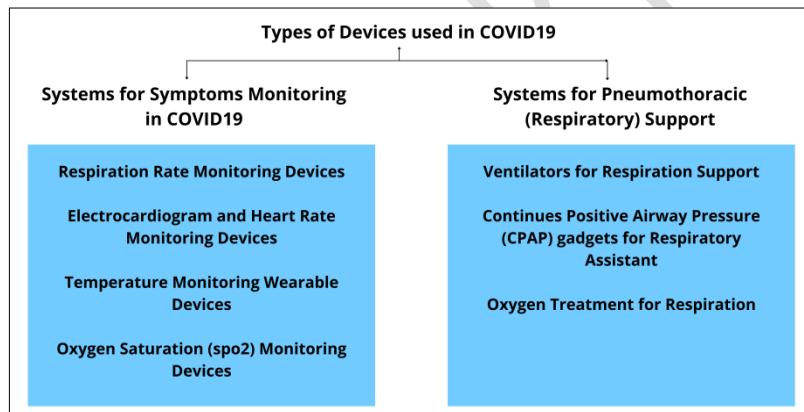 Types of Devices used in COVID19
Systems for Symptoms Monitoring
in COVID19
Respiration Rate Monitoring Devices
Electrocardiogram and Heart Rate
Monitoring Devices
Temperature Monitoring Wearable
Devices
Oxygen Saturation (spo2) Monitoring
Devices
Systems for Pneumothoracic
(Respiratory) Support
Ventilators for Respiration Support
Continues Positive Airway Pressure
(CPAP) gadgets for Respiratory
Assistant
Oxygen Treatment for Respiration